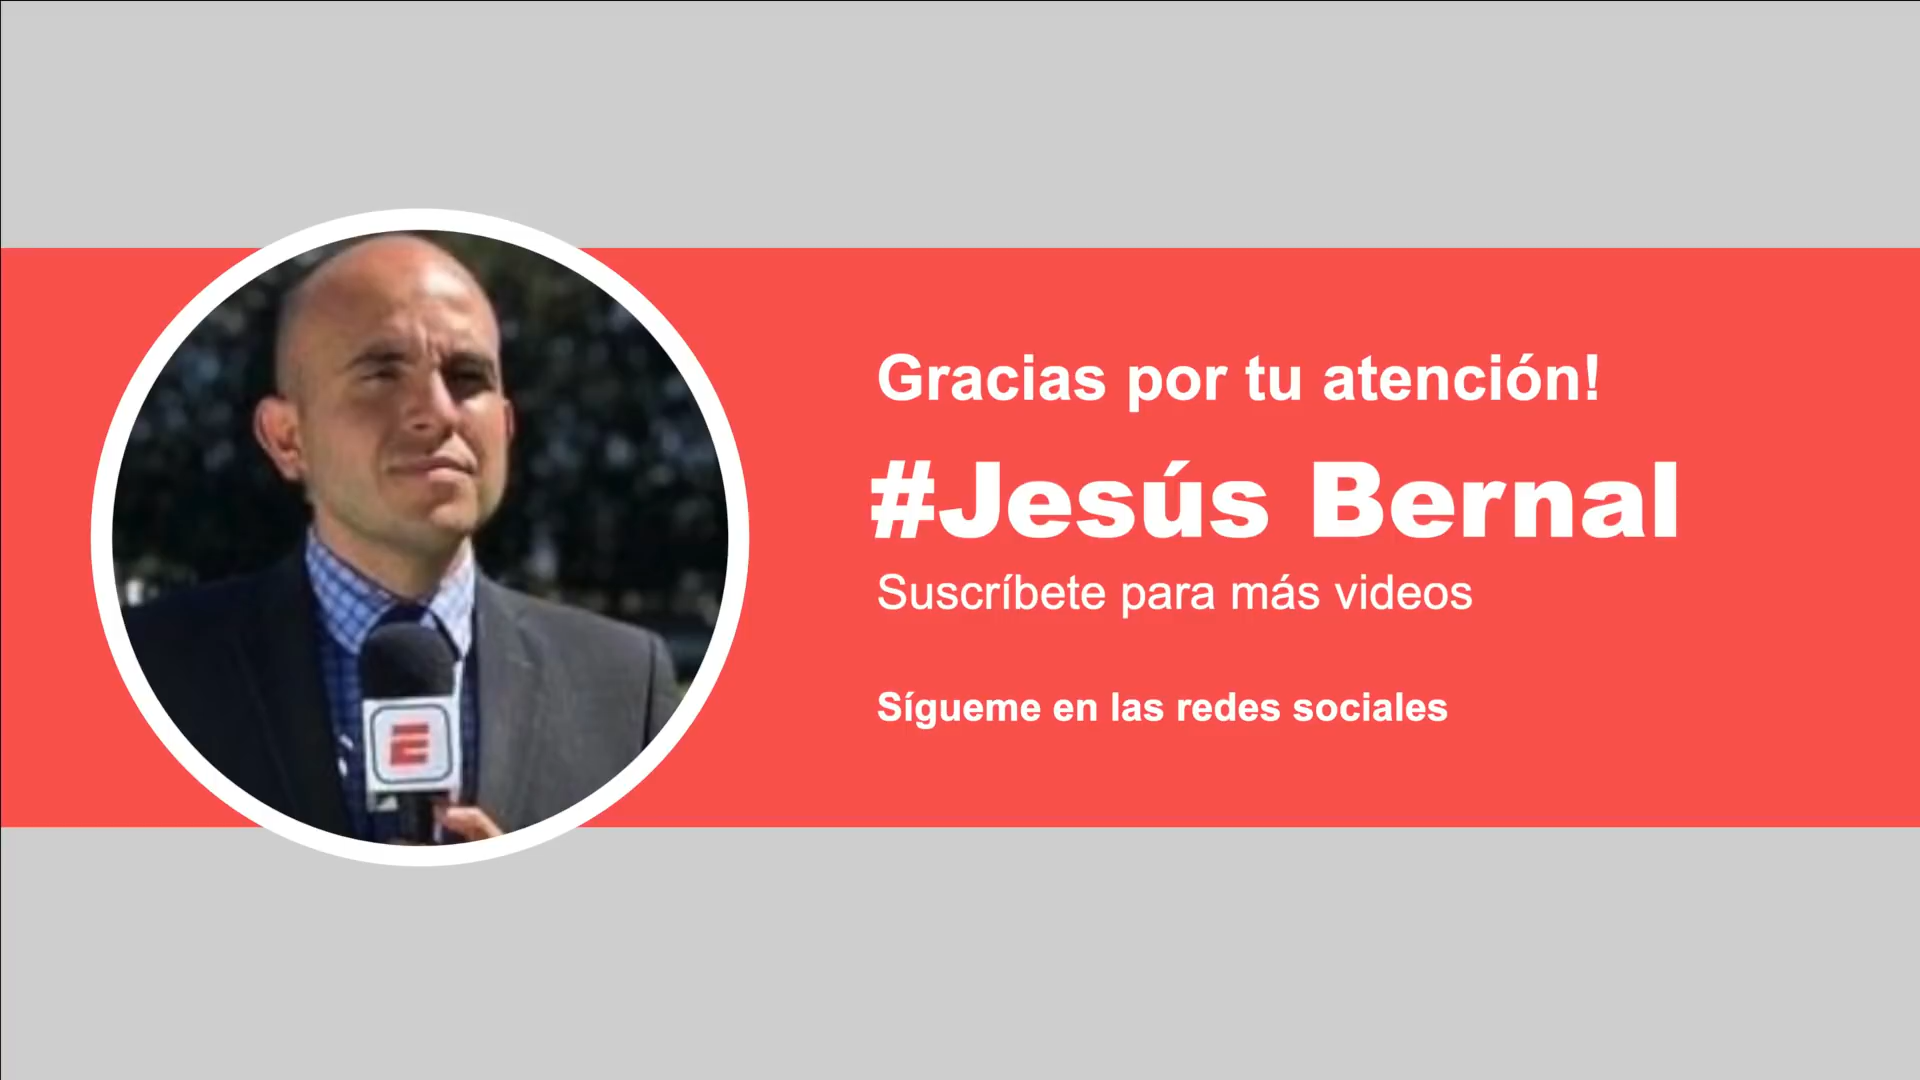 Gracias por tu atención!
#Jesús Bernal
Suscríbete para más videos
Sígueme en las redes sociales
E